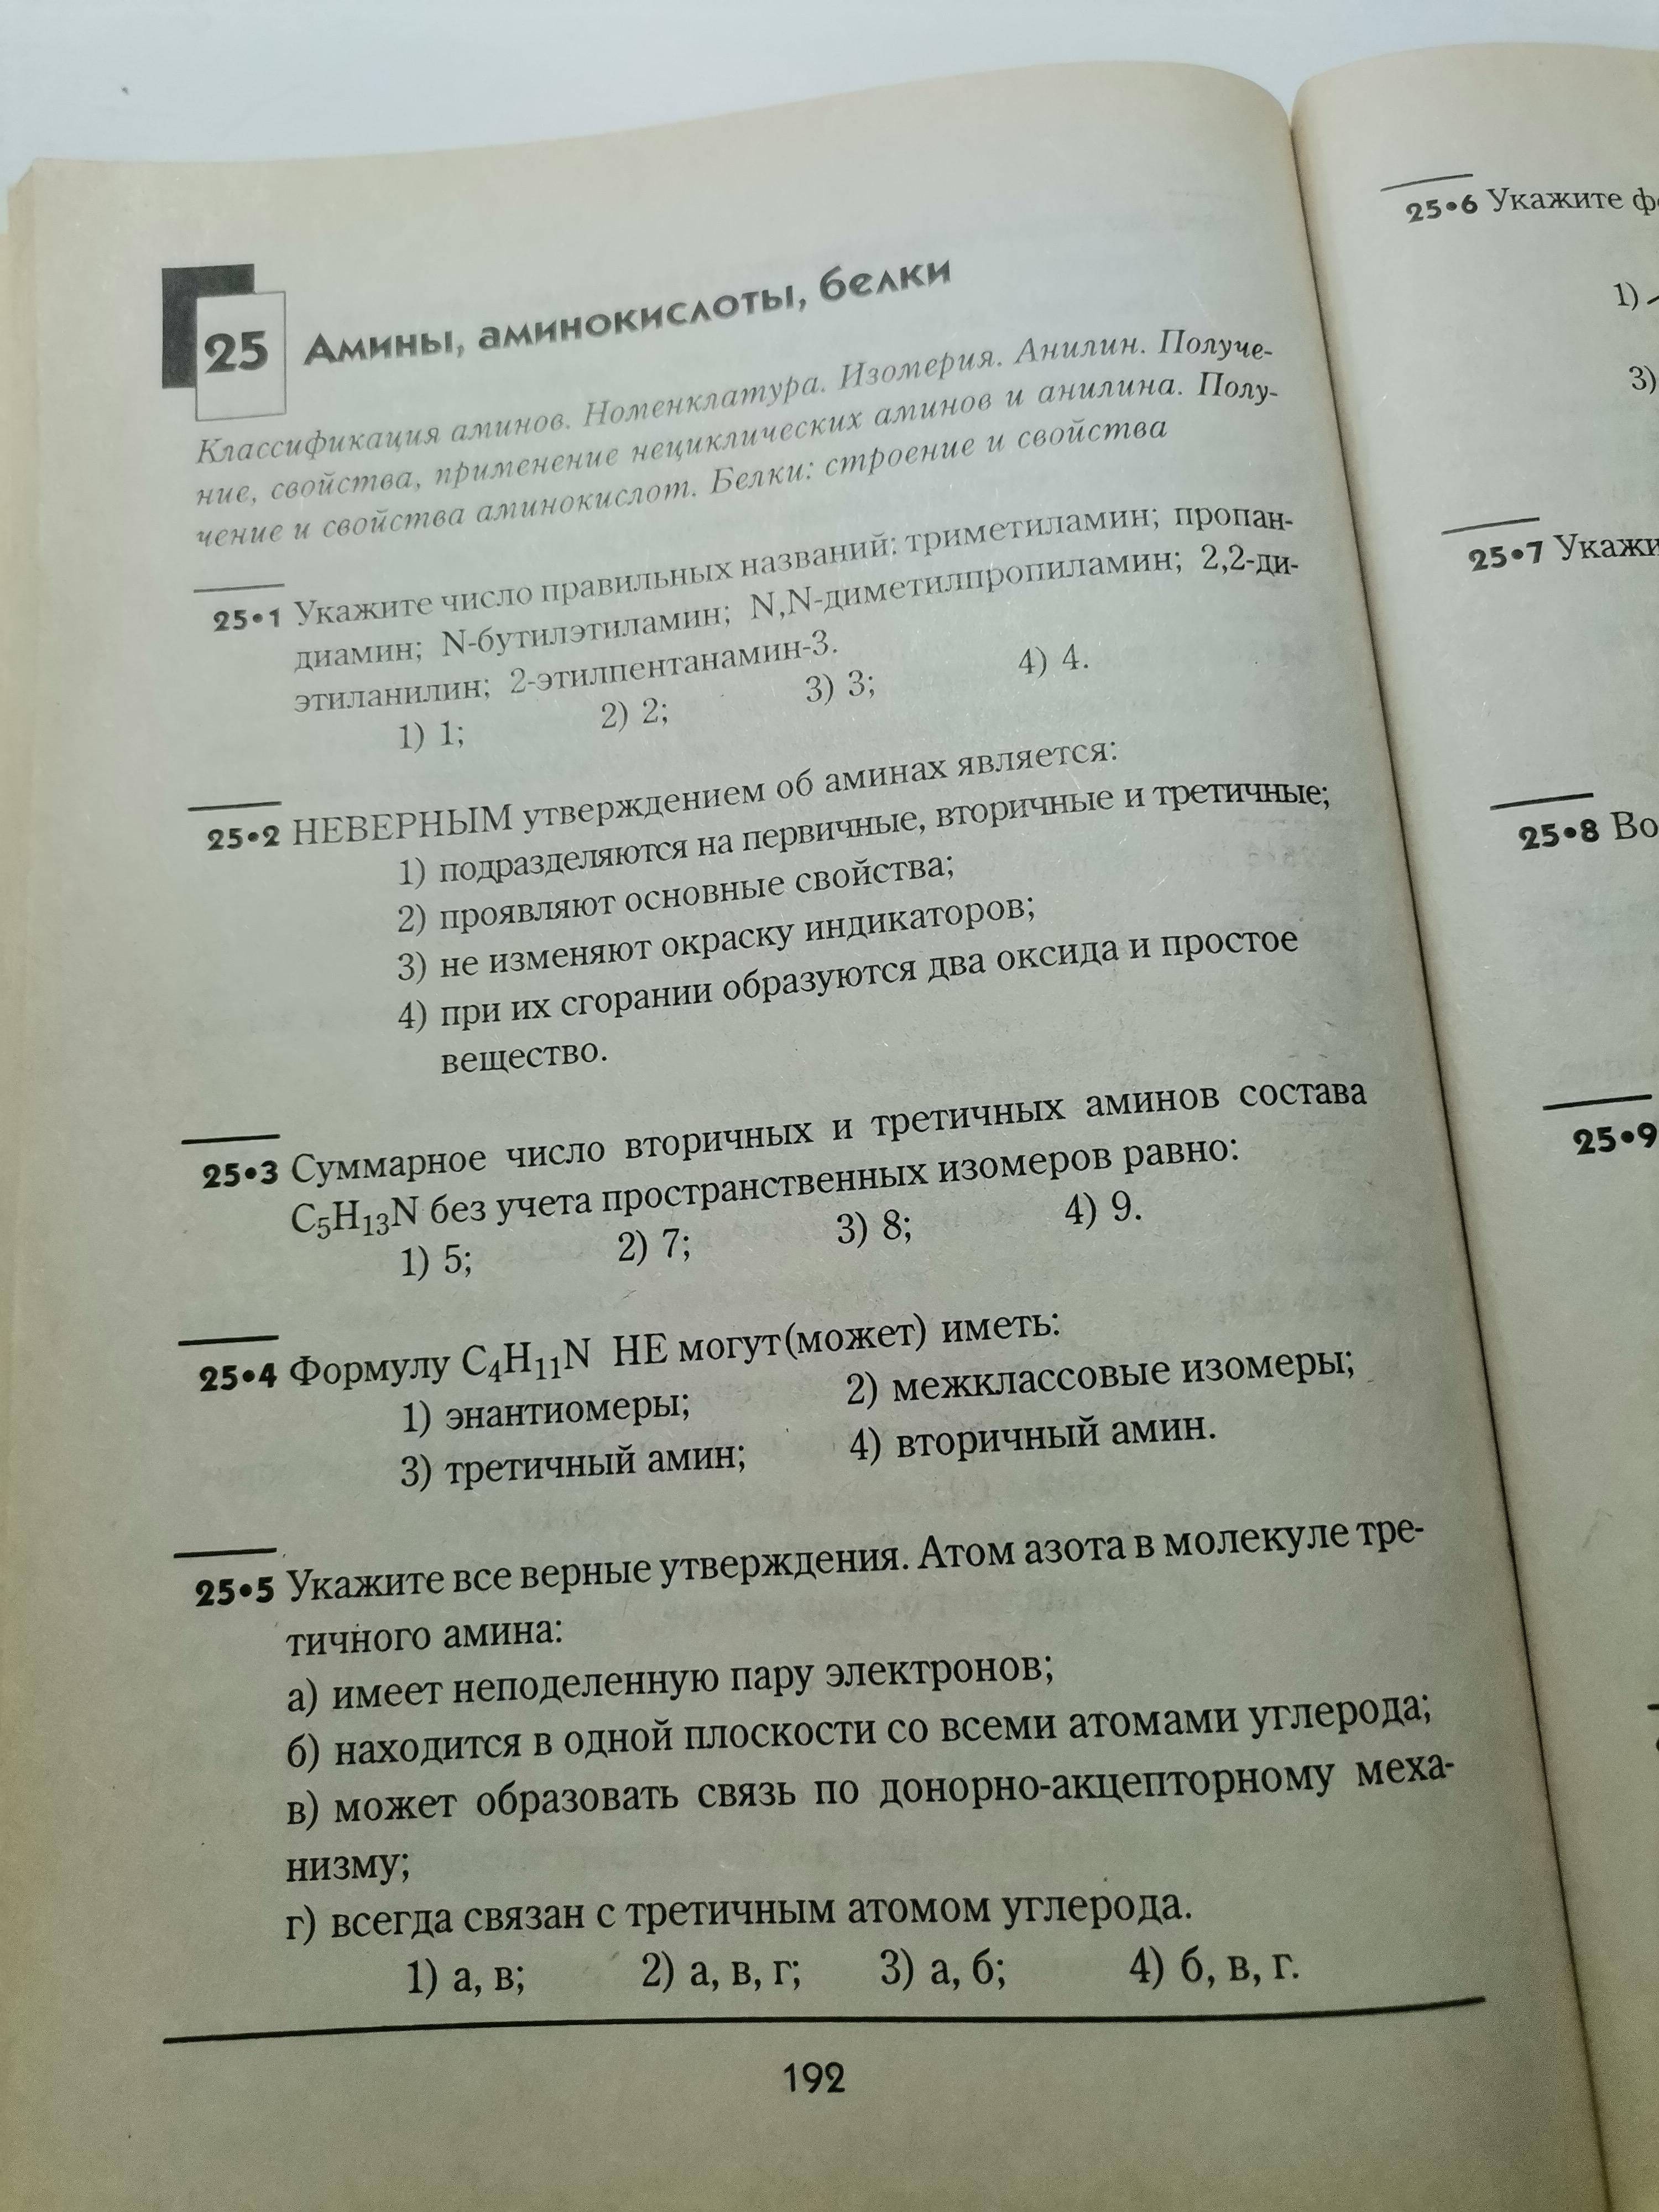 25 Амины, аминокислоты, белки
Классификация аминов. Номенклатура. Изомерия. Анилин. Получе-
ние, свойства, применение нециклических аминов и анилина. Полу-
чение и свойства аминокислот. Белки: строение и свойства
25•1 Укажите число правильных названий: триметиламин; пропан-
диамин; N-бутилэтиламин; N,N-диметилпропиламин; 2,2-ди-
этиланилин; 2-этилпентанамин-3.
1) 1; 2) 2; 3) 3; 4) 4.
25•2 НЕВЕРНЫМ утверждением об аминах является:
1) подразделяются на первичные, вторичные и третичные;
2) проявляют основные свойства;
3) не изменяют окраску индикаторов;
4) при их сгорании образуются два оксида и простое
вещество.
25•3 Суммарное число вторичных и третичных аминов состава
C5H13N без учета пространственных изомеров равно:
1) 5; 2) 7; 3) 8; 4) 9.
25•4 Формулу C4H11N НЕ могут(может) иметь:
1) энантиомеры; 2) межклассовые изомеры;
3) третичный амин; 4) вторичный амин.
25•5 Укажите все верные утверждения. Атом азота в молекуле тре-
тичного амина:
а) имеет неподеленную пару электронов;
б) находится в одной плоскости со всеми атомами углерода;
в) может образовать связь по донорно-акцепторному меха-
низму;
г) всегда связан с третичным атомом углерода.
1) а, в; 2) а, в, г; 3) а, б; 4) б, в, г.
192
25•6 Укажите
1)
3)
25•7
25•8
25•9